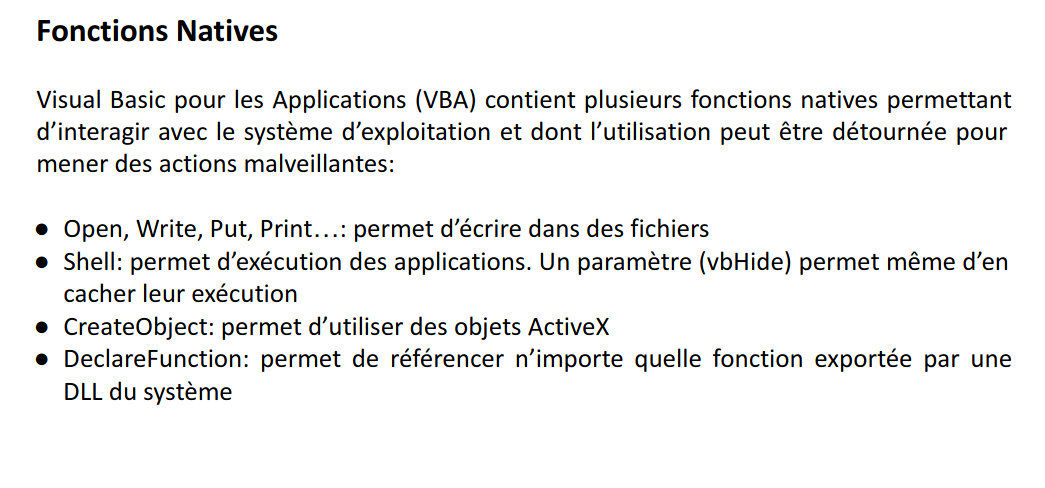 Fonctions Natives
Visual Basic pour les Applications (VBA) contient plusieurs fonctions natives permettant
d’interagir avec le système d’exploitation et dont l’utilisation peut être détournée pour
mener des actions malveillantes:
● Open, Write, Put, Print…: permet d’écrire dans des fichiers
● Shell: permet d’exécution des applications. Un paramètre (vbHide) permet même d’en
cacher leur exécution
● CreateObject: permet d’utiliser des objets ActiveX
● DeclareFunction: permet de référencer n’importe quelle fonction exportée par une
DLL du système